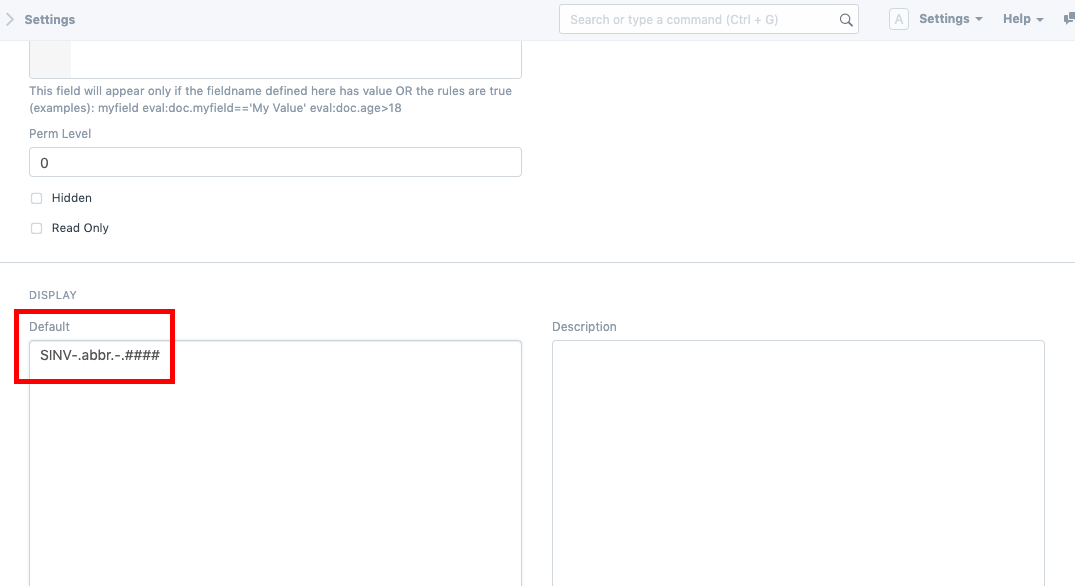 Settings
Search or type a command (Ctrl + G)
A
Settings
Help
This field will appear only if the fieldname defined here has value OR the rules are true
(examples): myfield eval:doc.myfield=='My Value' eval:doc.age>18
Perm Level
0
Hidden
Read Only
DISPLAY
Default
SINV-.abbr.-.####
Description